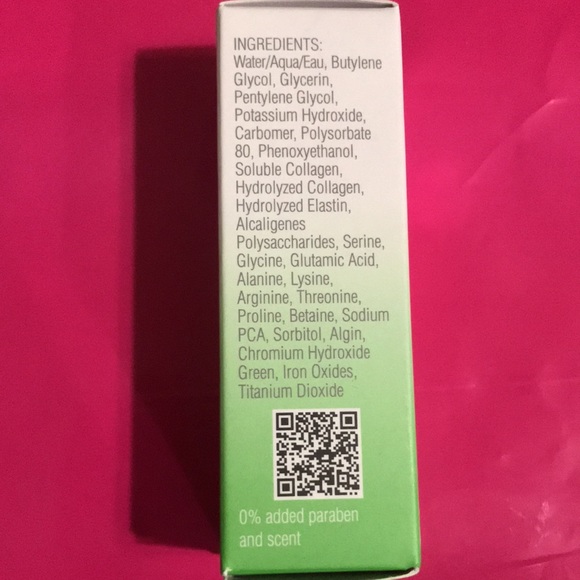 INGREDIENTS:
Water/Aqua/Eau, Butylene
Glycol, Glycerin,
Pentylene Glycol,
Potassium Hydroxide,
Carbomer, Polysorbate
80, Phenoxyethanol,
Soluble Collagen,
Hydrolyzed Collagen,
Hydrolyzed Elastin,
Alcaligenes
Polysaccharides, Serine,
Glycine, Glutamic Acid,
Alanine, Lysine,
Arginine, Threonine,
Proline, Betaine, Sodium
PCA, Sorbitol, Algin,
Chromium Hydroxide
Green, Iron Oxides,
Titanium Dioxide
0% added paraben
and scent